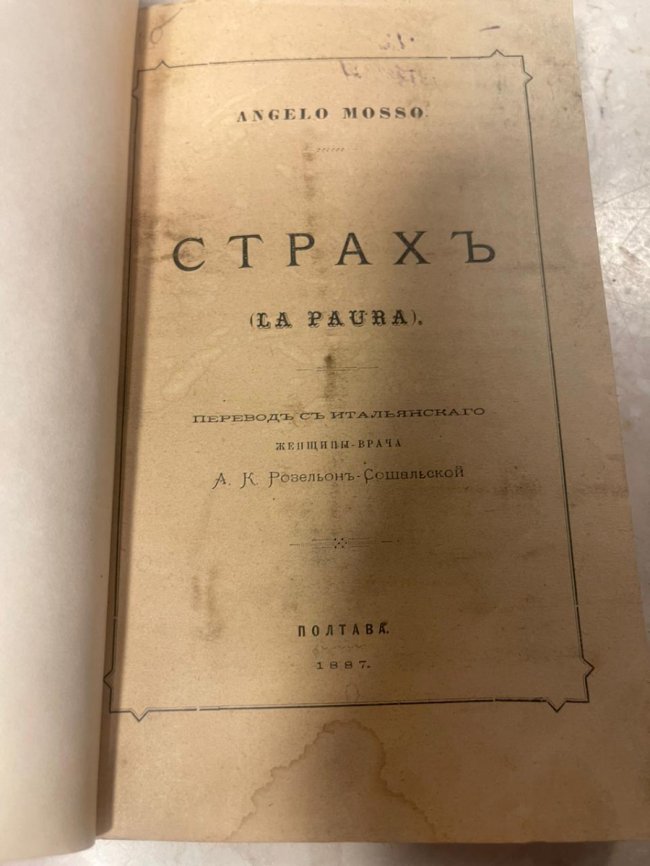 ANGELO MOSSO.
СТРАХЪ
(LA PAURA).
ПЕРЕВОДЪ СЪ ИТАЛЬЯНСКАГО
ЖЕНЩИНЫ-ВРАЧА
А. К. Розельонъ-Сошальской
ПОЛТАВА.
1887.